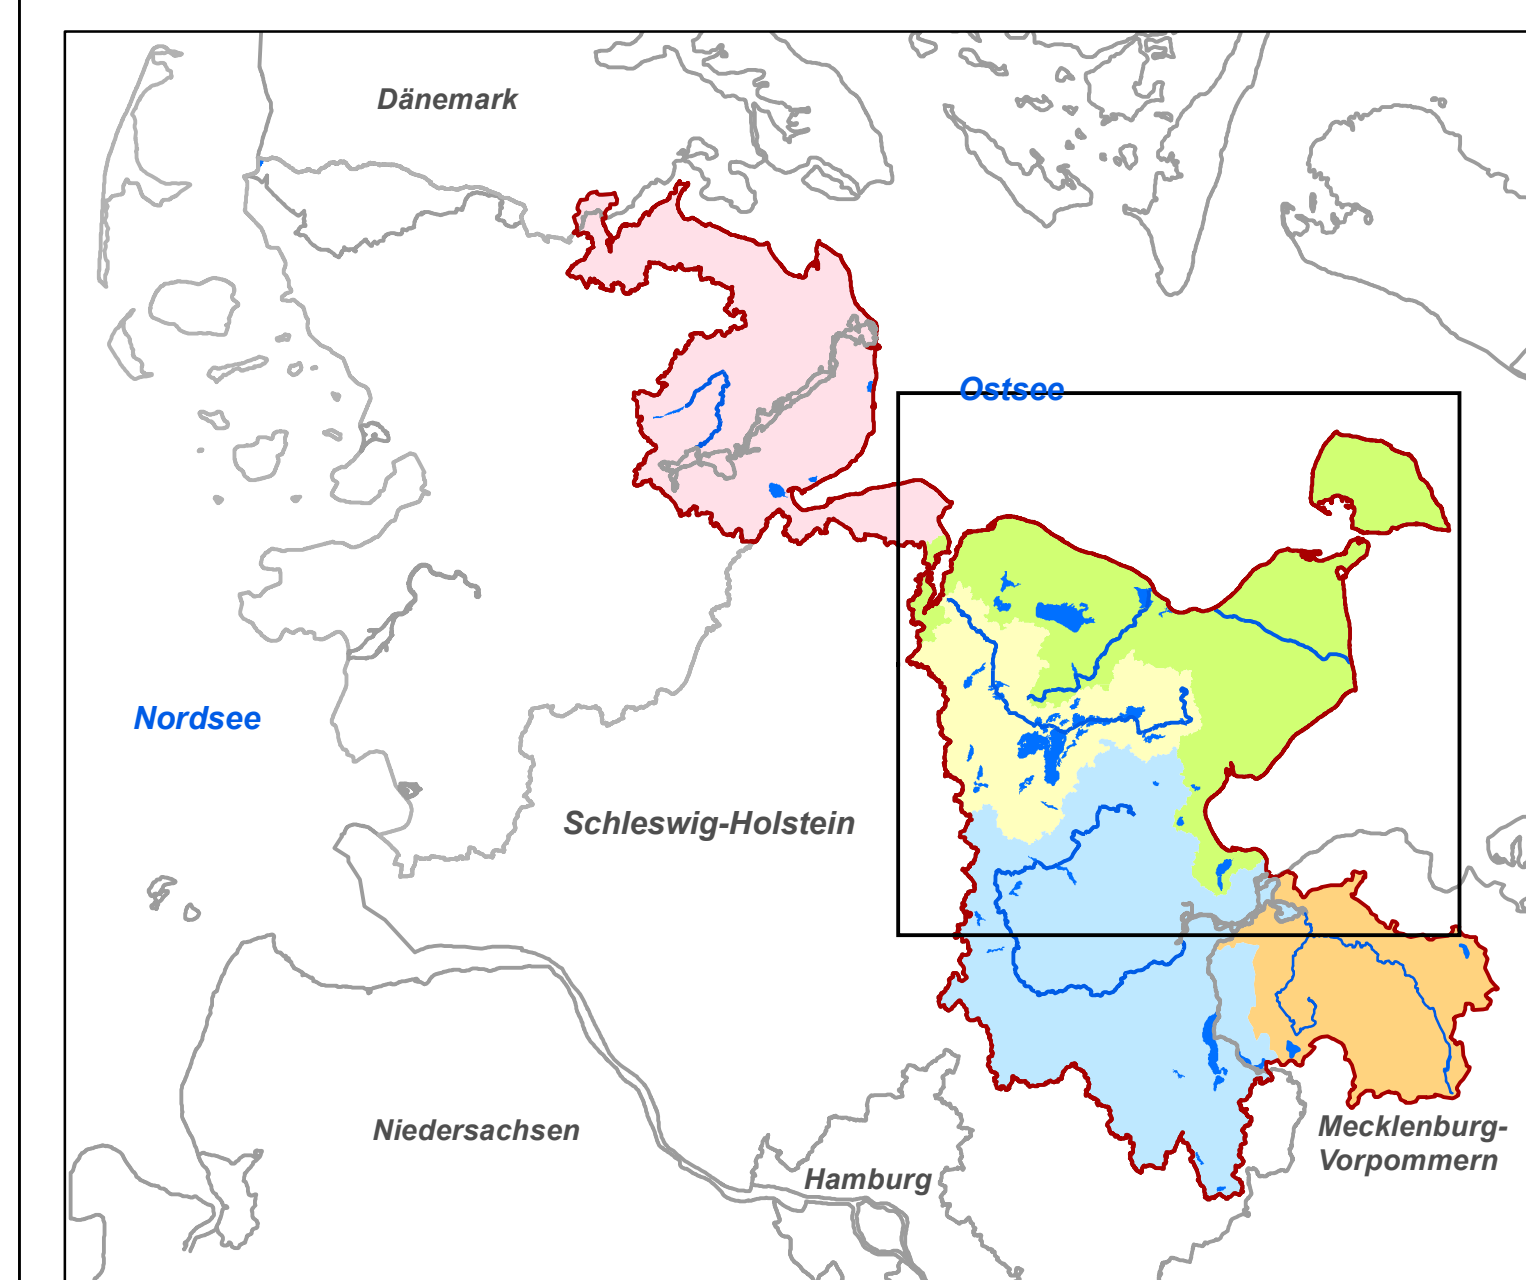 Dänemark
Ostsee
Nordsee
Schleswig-Holstein
Niedersachsen
Hamburg
Mecklenburg-
Vorpommern